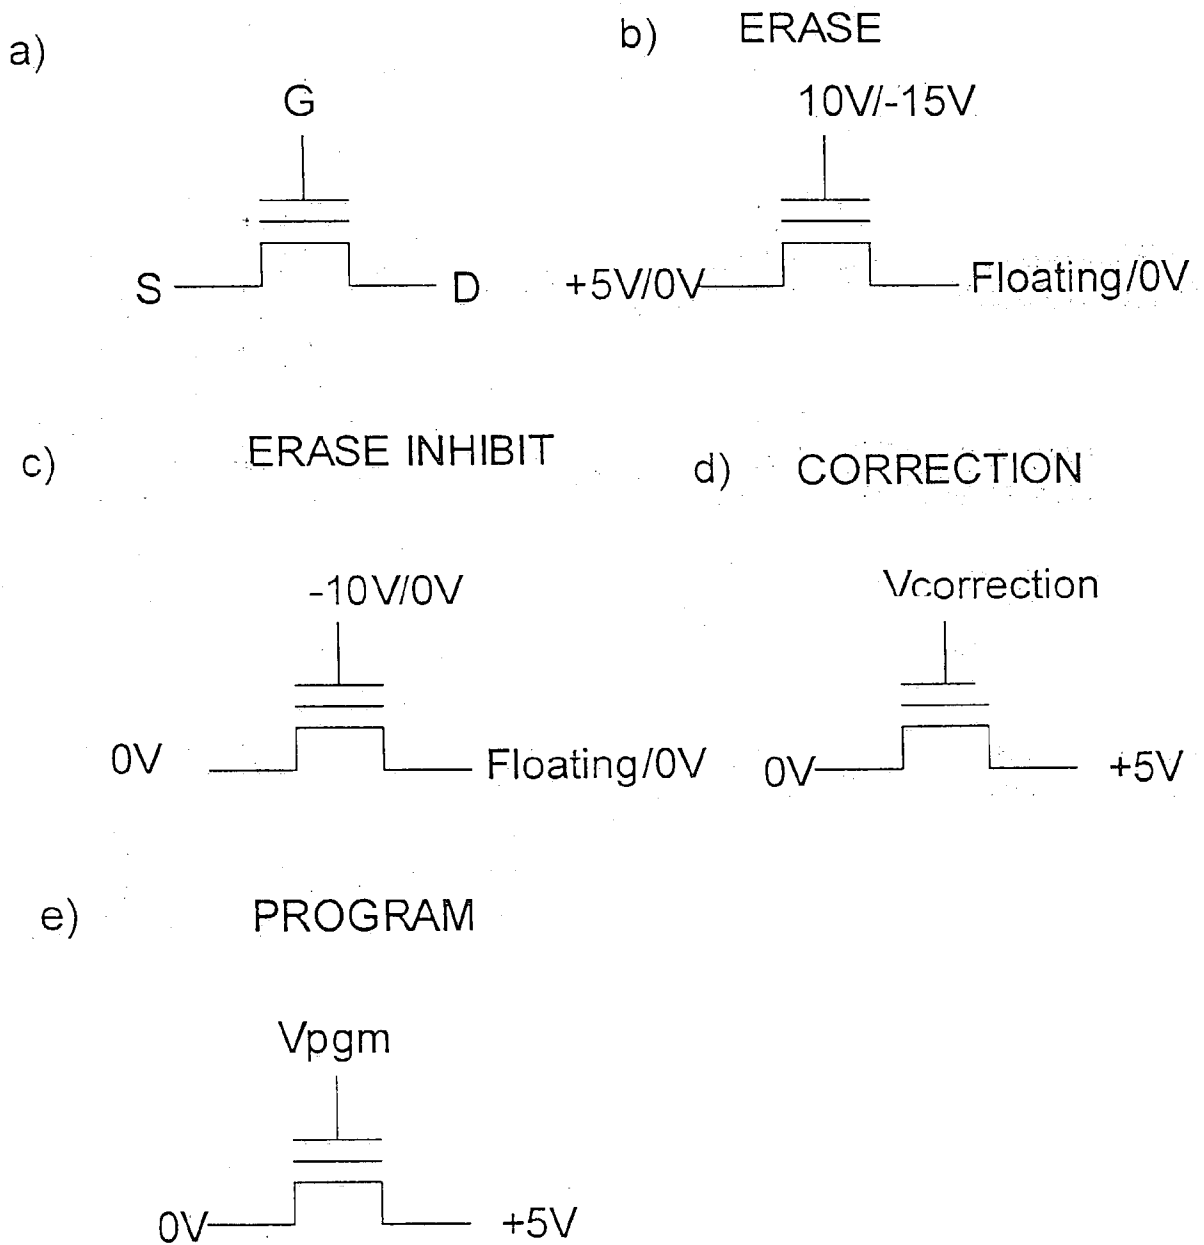 a)
G
S
D
b) ERASE
10V/-15V
+5V/0V
Floating/0V
c) ERASE INHIBIT
-10V/0V
0V
Floating/0V
d) CORRECTION
Vcorrection
0V
+5V
e) PROGRAM
Vpgm
0V
+5V